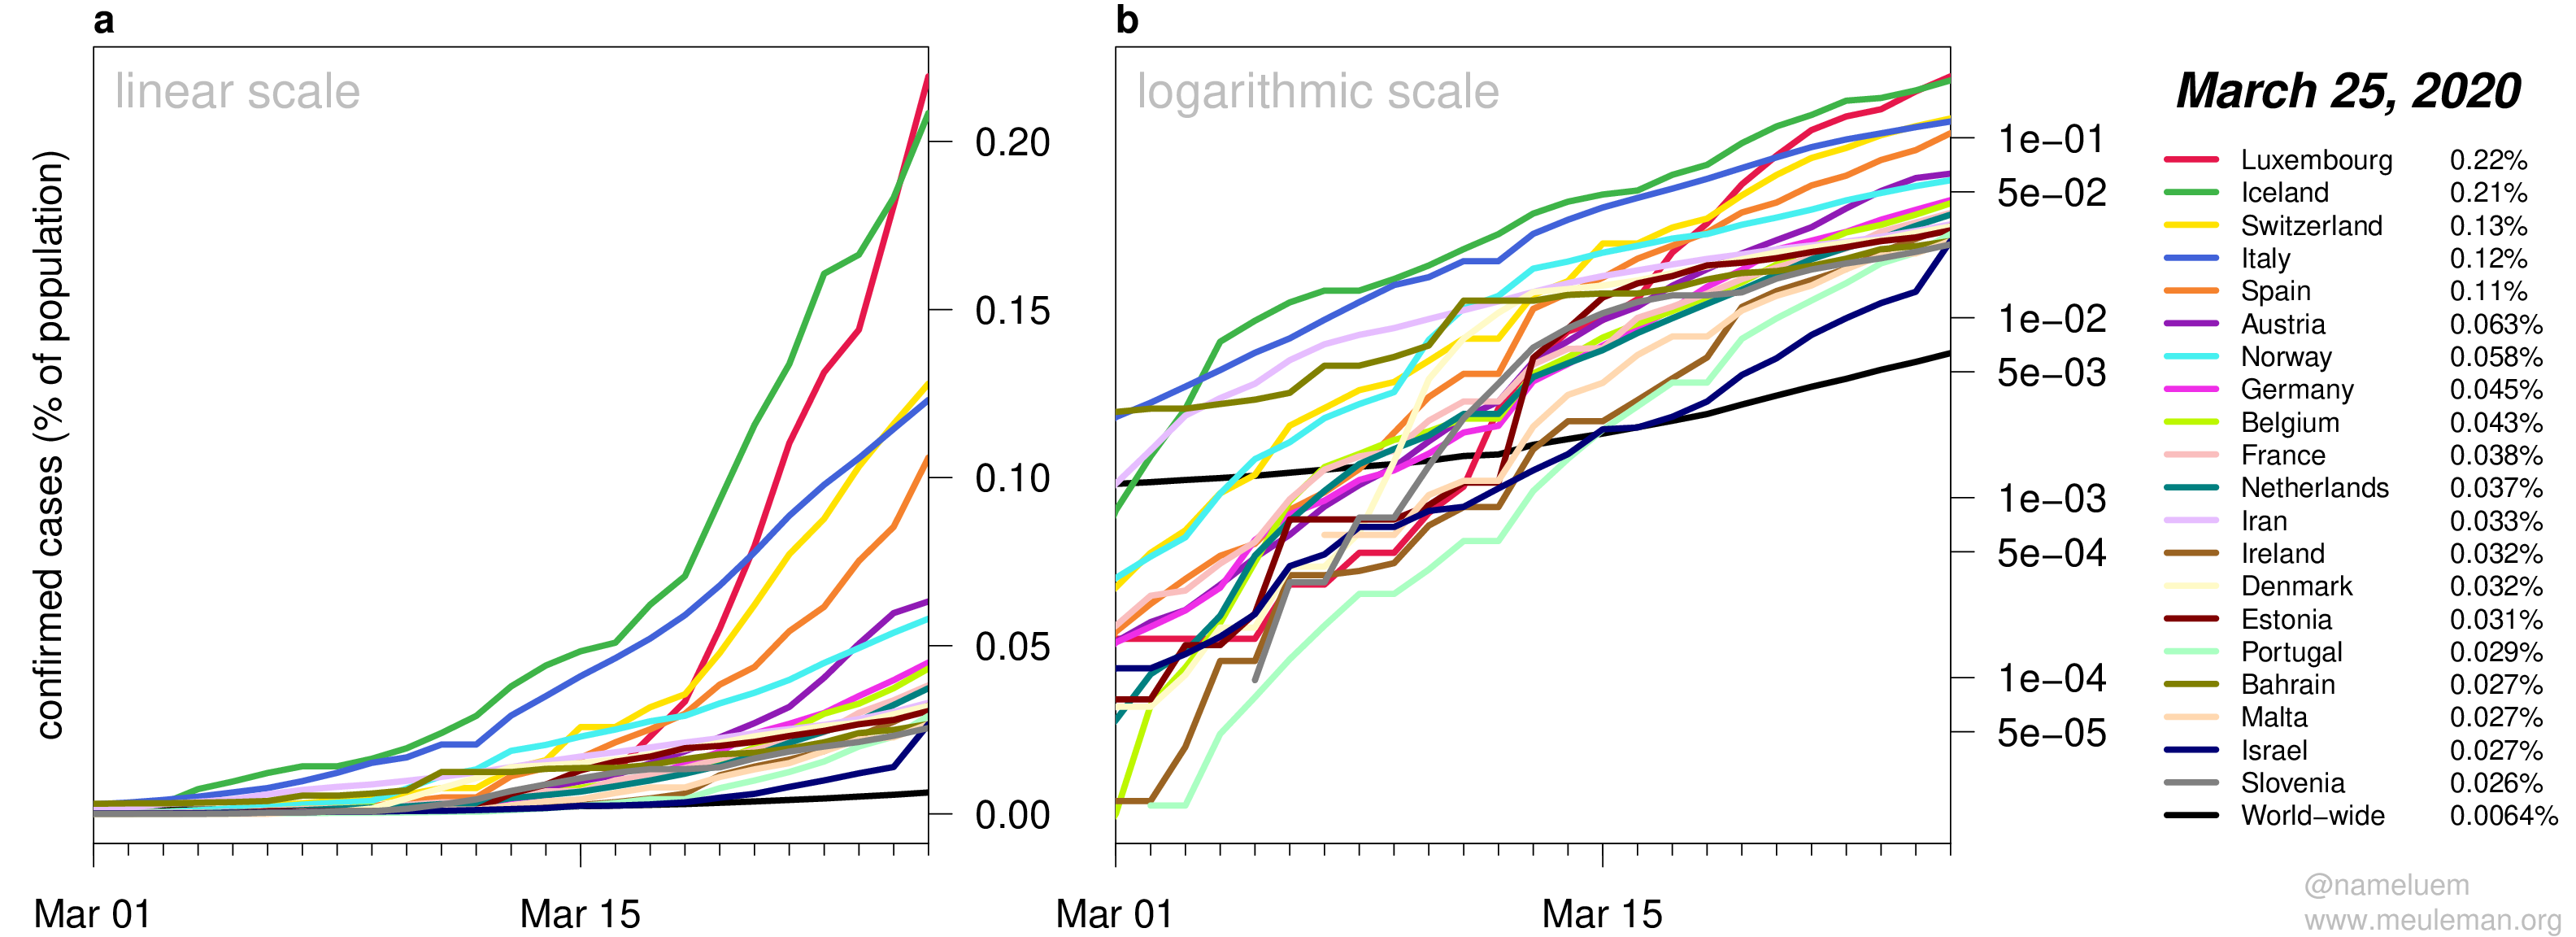 a
linear scale
confirmed cases (% of population)
0.20
0.15
0.10
0.05
0.00
Mar 01
Mar 15
b
logarithmic scale
1e−01
5e−02
1e−02
5e−03
1e−03
5e−04
1e−04
5e−05
Mar 01
Mar 15
March 25, 2020
Luxembourg 0.22%
Iceland 0.21%
Switzerland 0.13%
Italy 0.12%
Spain 0.11%
Austria 0.063%
Norway 0.058%
Germany 0.045%
Belgium 0.043%
France 0.038%
Netherlands 0.037%
Iran 0.033%
Ireland 0.032%
Denmark 0.032%
Estonia 0.031%
Portugal 0.029%
Bahrain 0.027%
Malta 0.027%
Israel 0.027%
Slovenia 0.026%
World−wide 0.0064%
@nameluem
www.meuleman.org